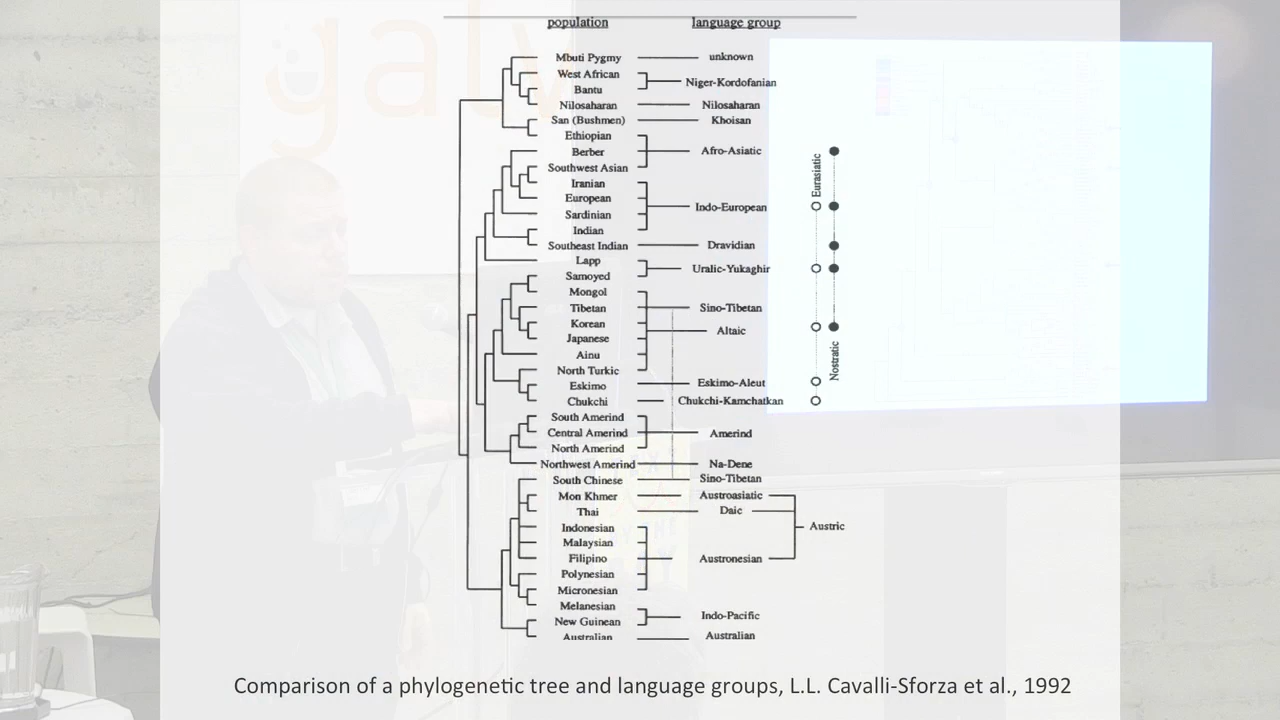 population language group
Mbuti Pygmy unknown
West African
Niger-Kordofanian
Bantu
Nilosaharan Nilosaharan
San (Bushmen) Khoisan
Ethiopian
Berber Afro-Asiatic
Southwest Asian
Iranian
European
Indo-European
Sardinian
Indian
Southeast Indian Dravidian
Lapp
Uralic-Yukaghir
Samoyed
Mongol
Tibetan Sino-Tibetan
Korean
Altaic
Japanese
Ainu
North Turkic
Eskimo Eskimo-Aleut
Chukchi Chukchi-Kamchatkan
South Amerind
Central Amerind Amerind
North Amerind
Northwest Amerind Na-Dene
South Chinese Sino-Tibetan
Mon Khmer Austroasiatic
Thai Daic
Indonesian
Austric
Malaysian
Filipino Austronesian
Polynesian
Micronesian
Melanesian
Indo-Pacific
New Guinean
Australian Australian
Eurasiatic
Nostratic
Comparison of a phylogenetic tree and language groups, L.L. Cavalli-Sforza et al., 1992